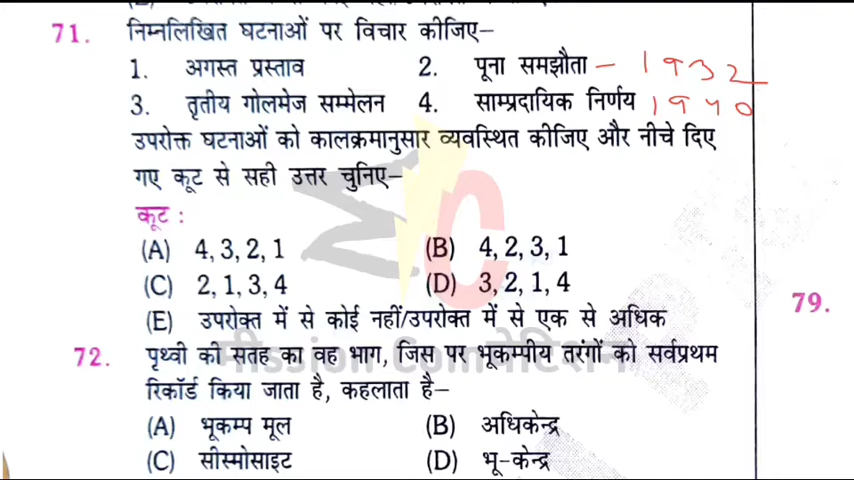 71. निम्नलिखित घटनाओं पर विचार कीजिए–
1. अगस्त प्रस्ताव 2. पूना समझौता – 1932
3. तृतीय गोलमेज सम्मेलन 4. साम्प्रदायिक निर्णय 1940
उपरोक्त घटनाओं को कालक्रमानुसार व्यवस्थित कीजिए और नीचे दिए
गए कूट से सही उत्तर चुनिए–
कूट :
(A) 4, 3, 2, 1 (B) 4, 2, 3, 1
(C) 2, 1, 3, 4 (D) 3, 2, 1, 4
79.
(E) उपरोक्त में से कोई नहीं/उपरोक्त में से एक से अधिक
72. पृथ्वी की सतह का वह भाग, जिस पर भूकम्पीय तरंगों को सर्वप्रथम
रिकॉर्ड किया जाता है, कहलाता है–
(A) भूकम्प मूल (B) अधिकेन्द्र
(C) सीस्मोसाइट (D) भू-केन्द्र